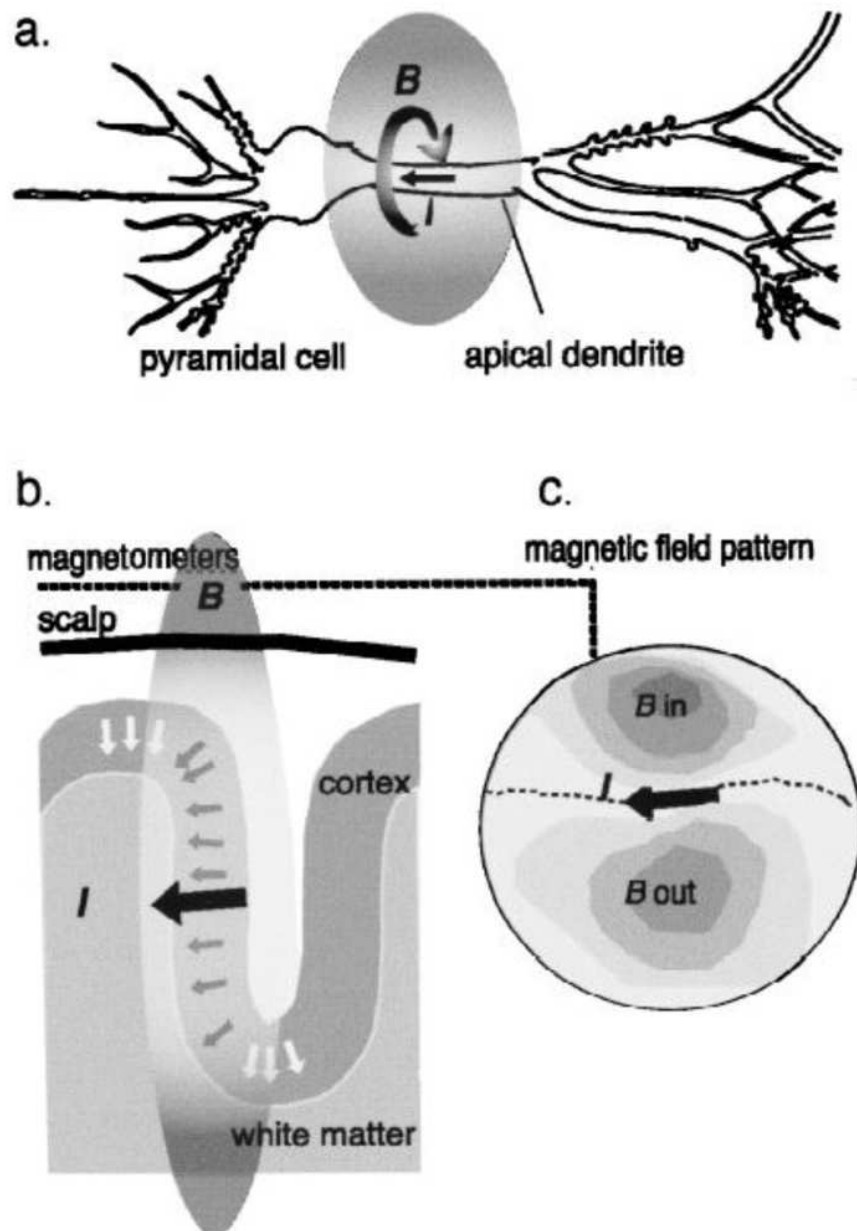 a.
B
I
pyramidal cell
apical dendrite
b.
c.
magnetometers
magnetic field pattern
B
scalp
B in
I
cortex
I
B out
white matter